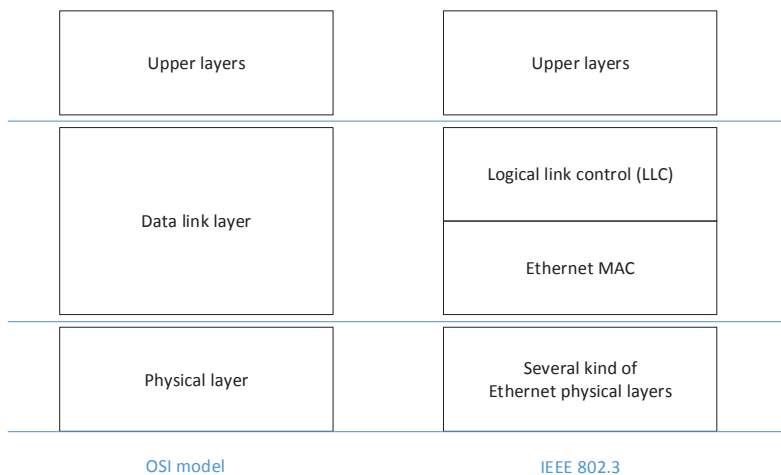 Upper layers
Upper layers
Data link layer
Logical link control (LLC)
Ethernet MAC
Physical layer
Several kind of
Ethernet physical layers
OSI model
IEEE 802.3